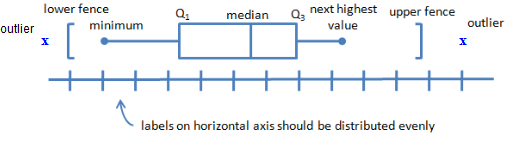 lower fence
outlier
minimum
Q1
median
Q3
next highest
value
upper fence
outlier
x
x
labels on horizontal axis should be distributed evenly